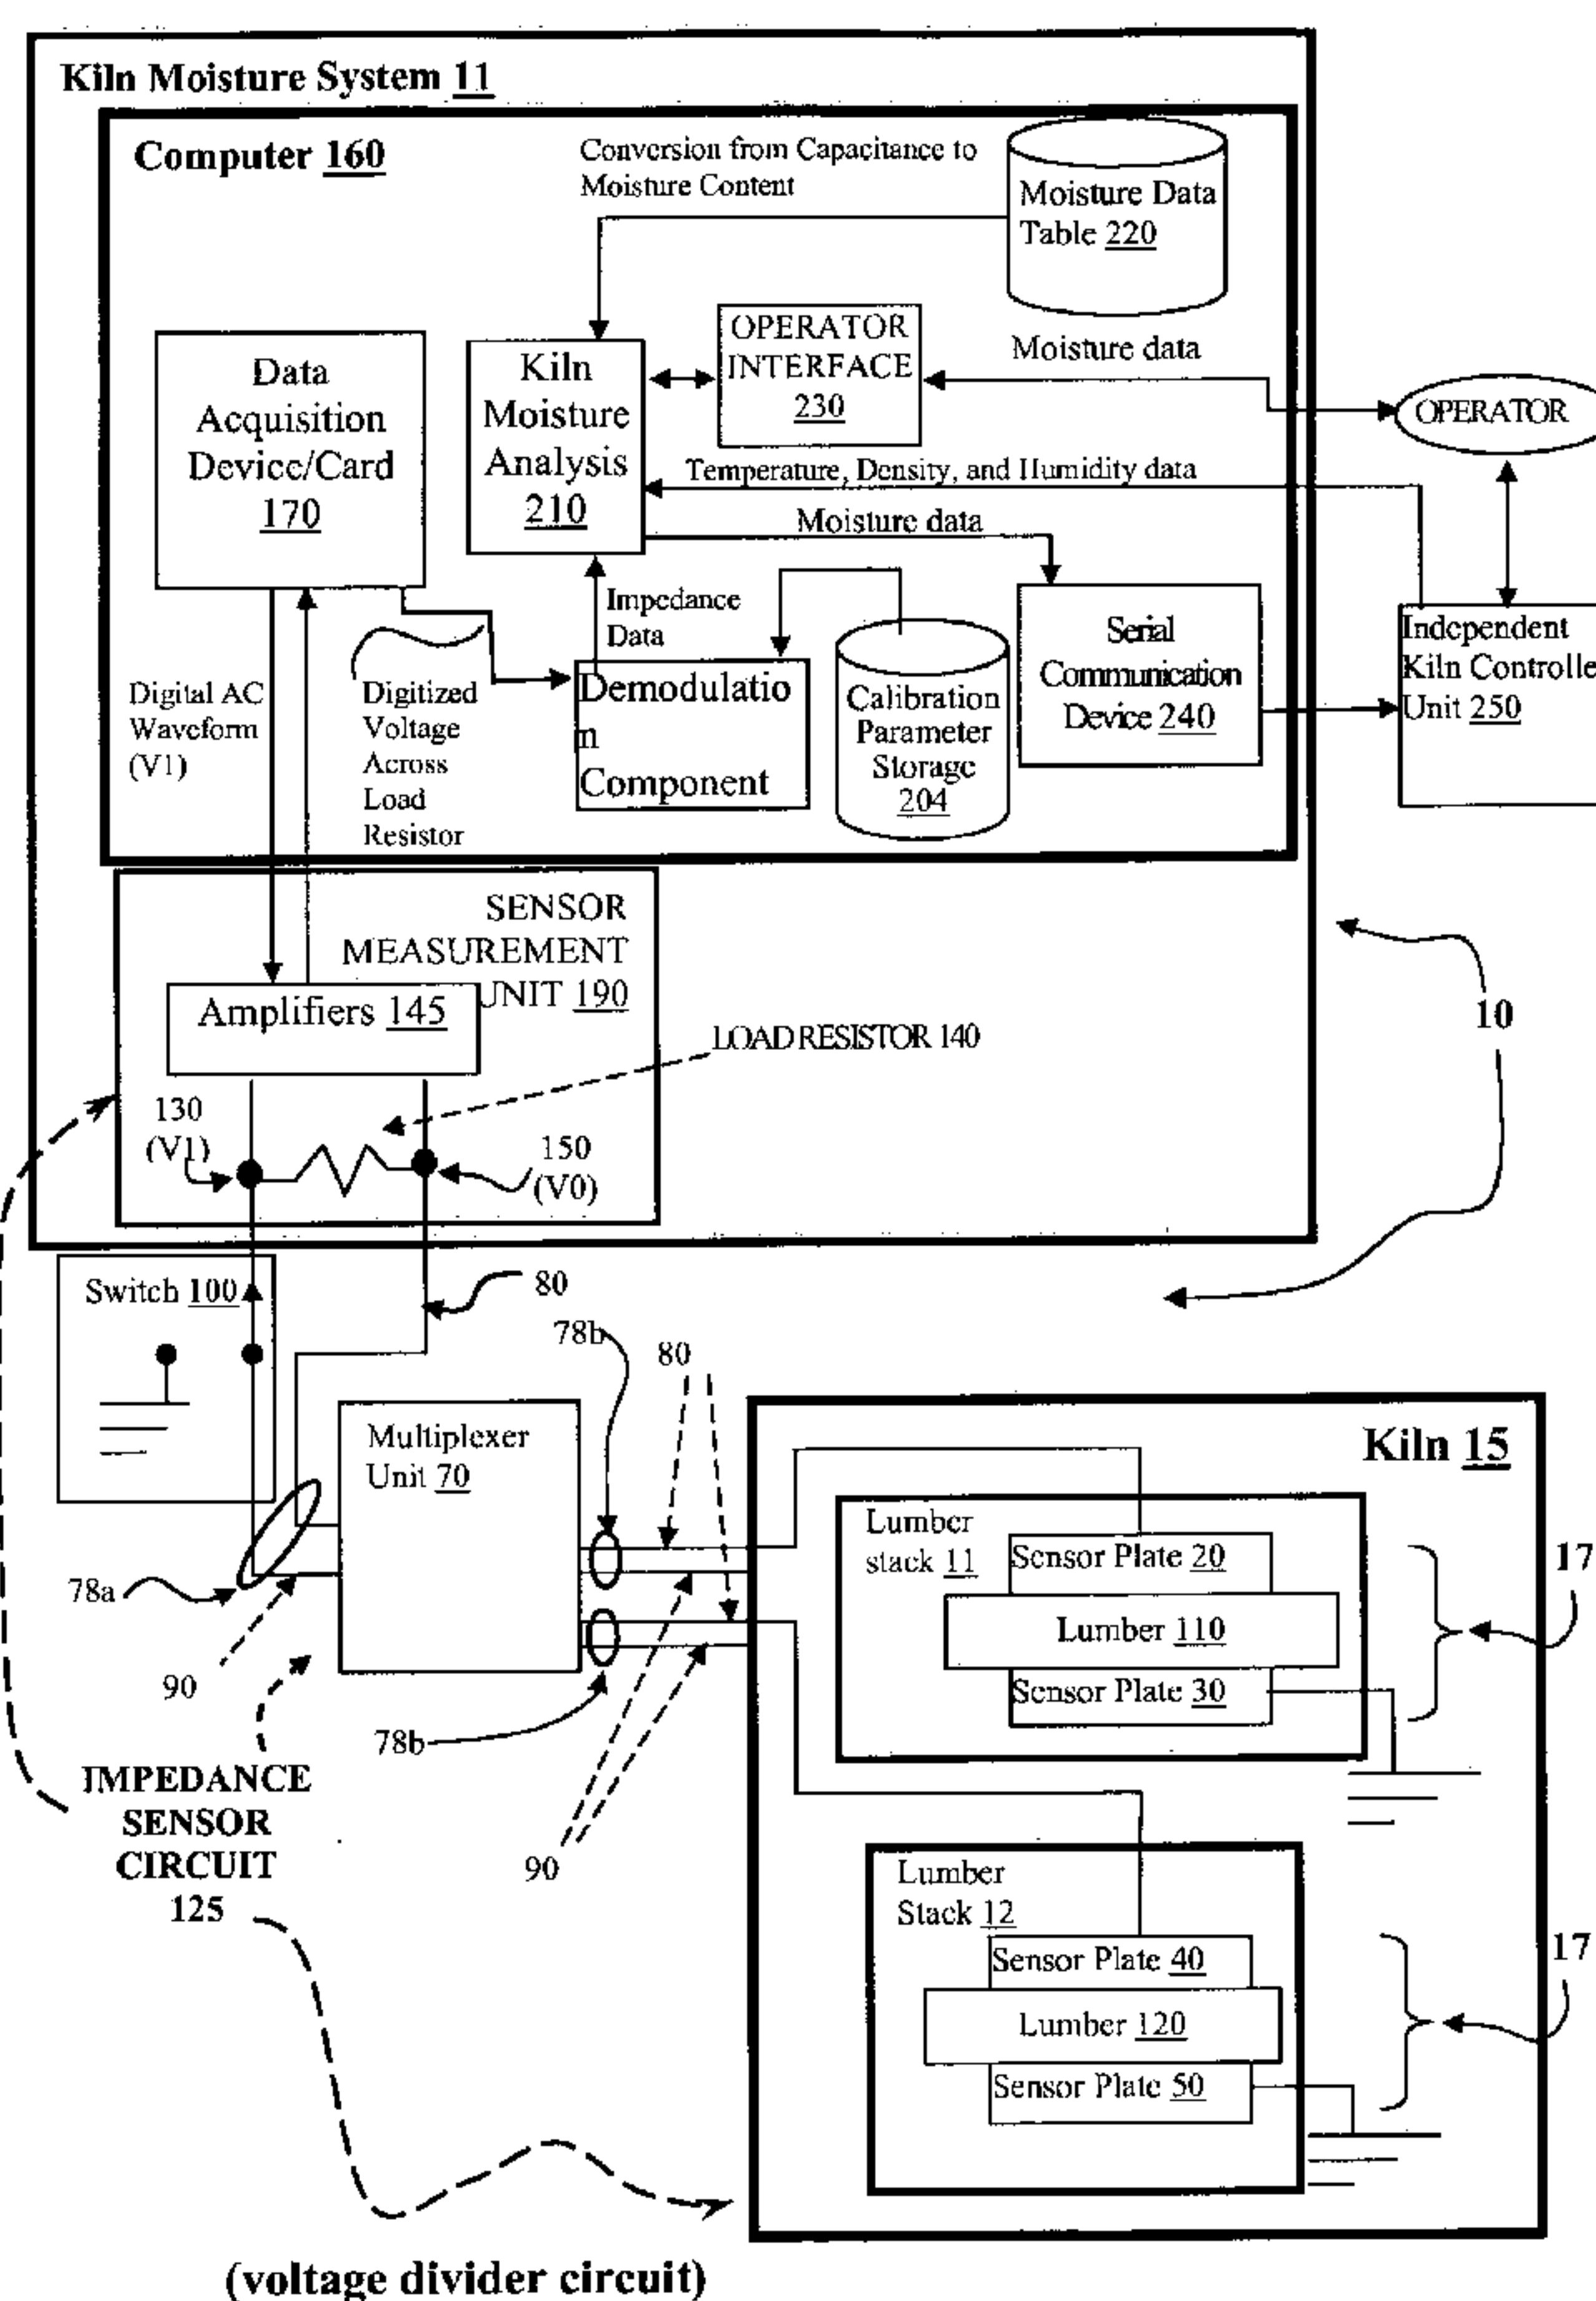 Kiln Moisture System 11
Computer 160
Conversion from Capacitance to
Moisture Content
Moisture Data
Table 220
Data
Acquisition
Device/Card
170
Kiln
Moisture
Analysis
210
OPERATOR
INTERFACE
230
Moisture data
OPERATOR
Temperature, Density, and Humidity data
Moisture data
Impedance
Data
Digital AC
Waveform
(V1)
Digitized
Voltage
Across
Load
Resistor
Demodulatio
n
Component
Calibration
Parameter
Storage
204
Serial
Communication
Device 240
Independent
Kiln Controlle
Unit 250
SENSOR
MEASUREMENT
UNIT 190
Amplifiers 145
LOAD RESISTOR 140
130
(V1)
150
(V0)
10
Switch 100
80
78b
80
Multiplexer
Unit 70
78a
90
78b
90
Kiln 15
Lumber
stack 11
Sensor Plate 20
Lumber 110
Sensor Plate 30
17
IMPEDANCE
SENSOR
CIRCUIT
125
Lumber
Stack 12
Sensor Plate 40
Lumber 120
Sensor Plate 50
17
(voltage divider circuit)